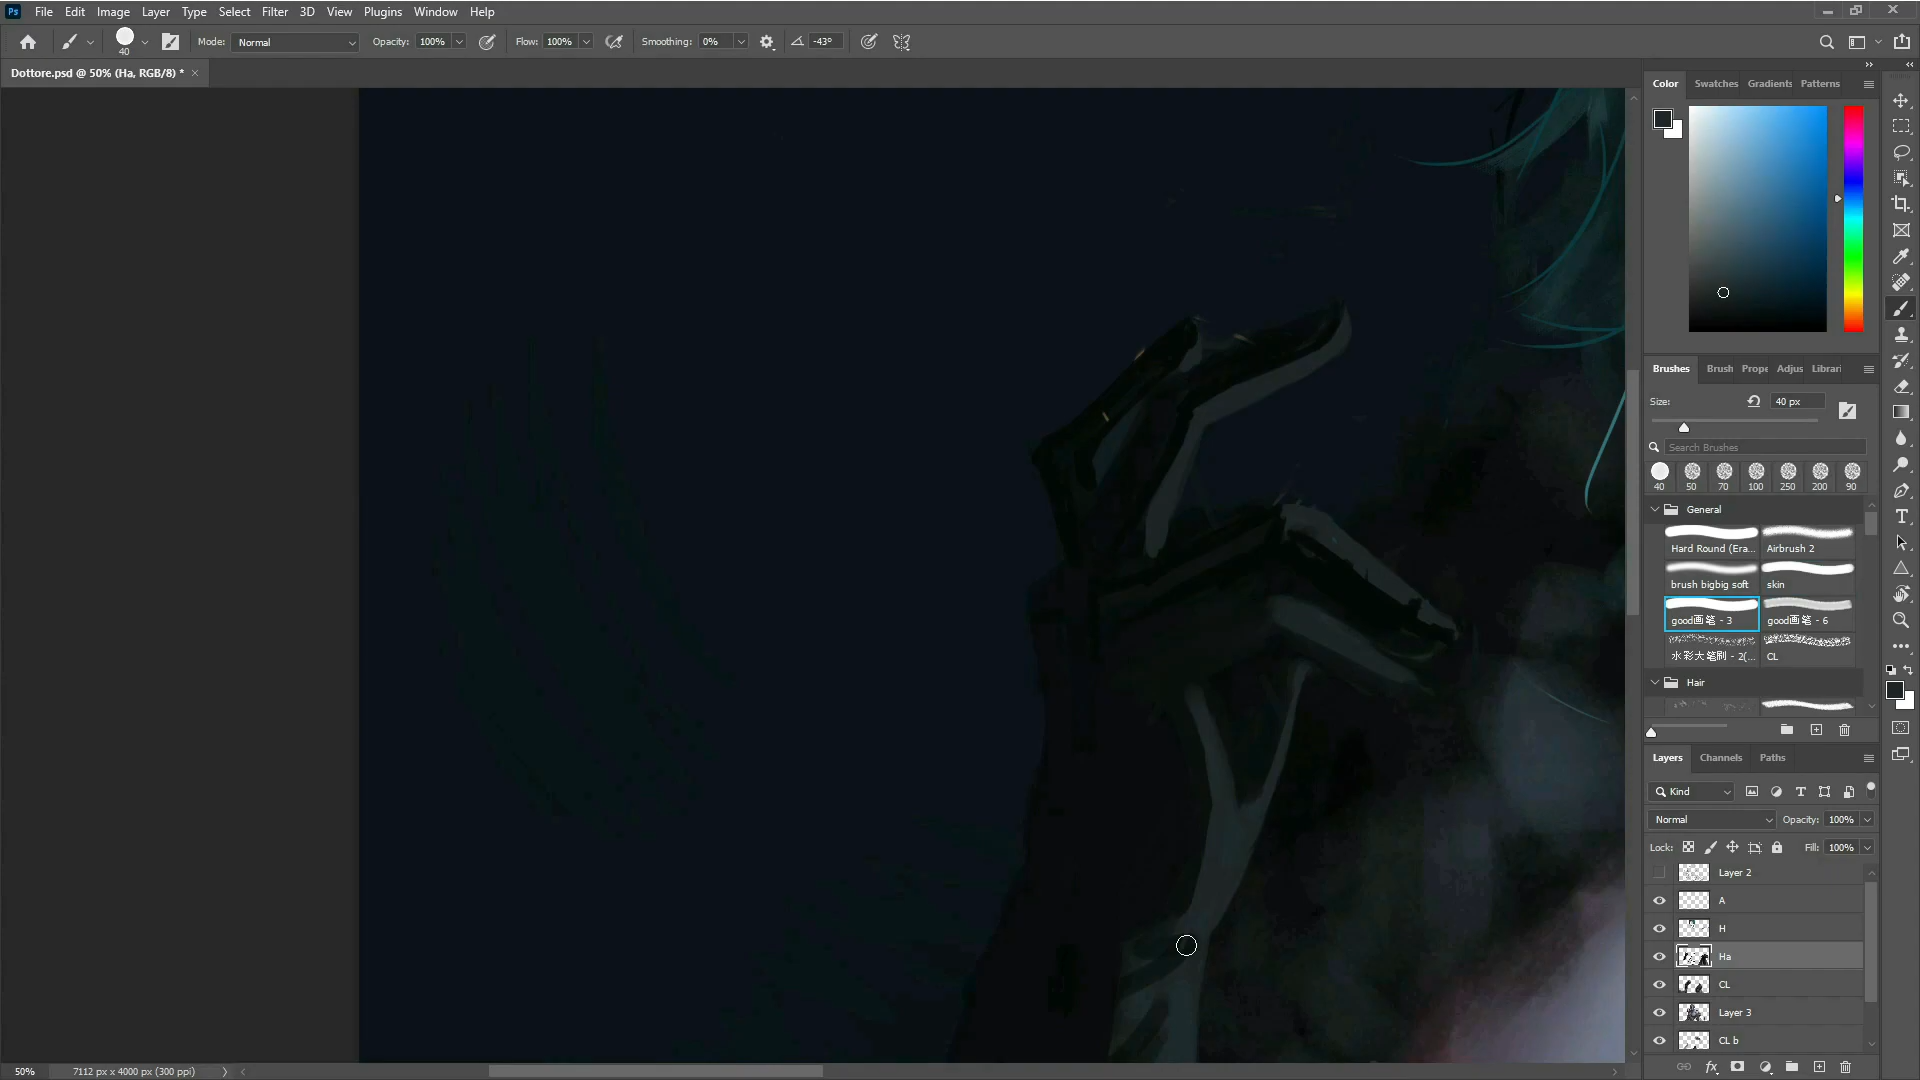 Ps File Edit Image Layer Type Select Filter 3D View Plugins Window Help
40 Mode: Normal Opacity: 100% Flow: 100% Smoothing: 0% -43°
Dottore.psd @ 50% (Ha, RGB/8) * ×
Color Swatches Gradients Patterns
Brushes Brush Prope Adjus Librari
Size: 40 px
Search Brushes
40 50 70 100 250 200 90
General
Hard Round (Era... Airbrush 2
brush bigbig soft skin
good画笔 - 3 good画笔 - 6
水彩大笔刷 - 2(... CL
Hair
Layers Channels Paths
Kind
Normal Opacity: 100%
Lock: Fill: 100%
Layer 2
A
H
Ha
CL
Layer 3
CL b
50% 7112 px x 4000 px (300 ppi)